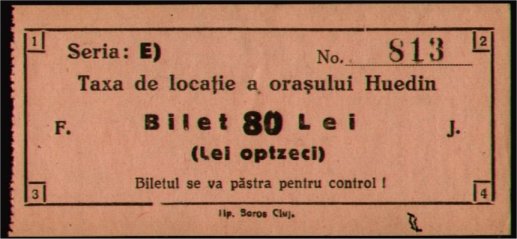 1 2
Seria: E) No. 813
Taxa de locație a orașului Huedin
F. Bilet 80 Lei J.
(Lei optzeci)
Biletul se va păstra pentru control !
3 4
Tip. Boros Cluj.